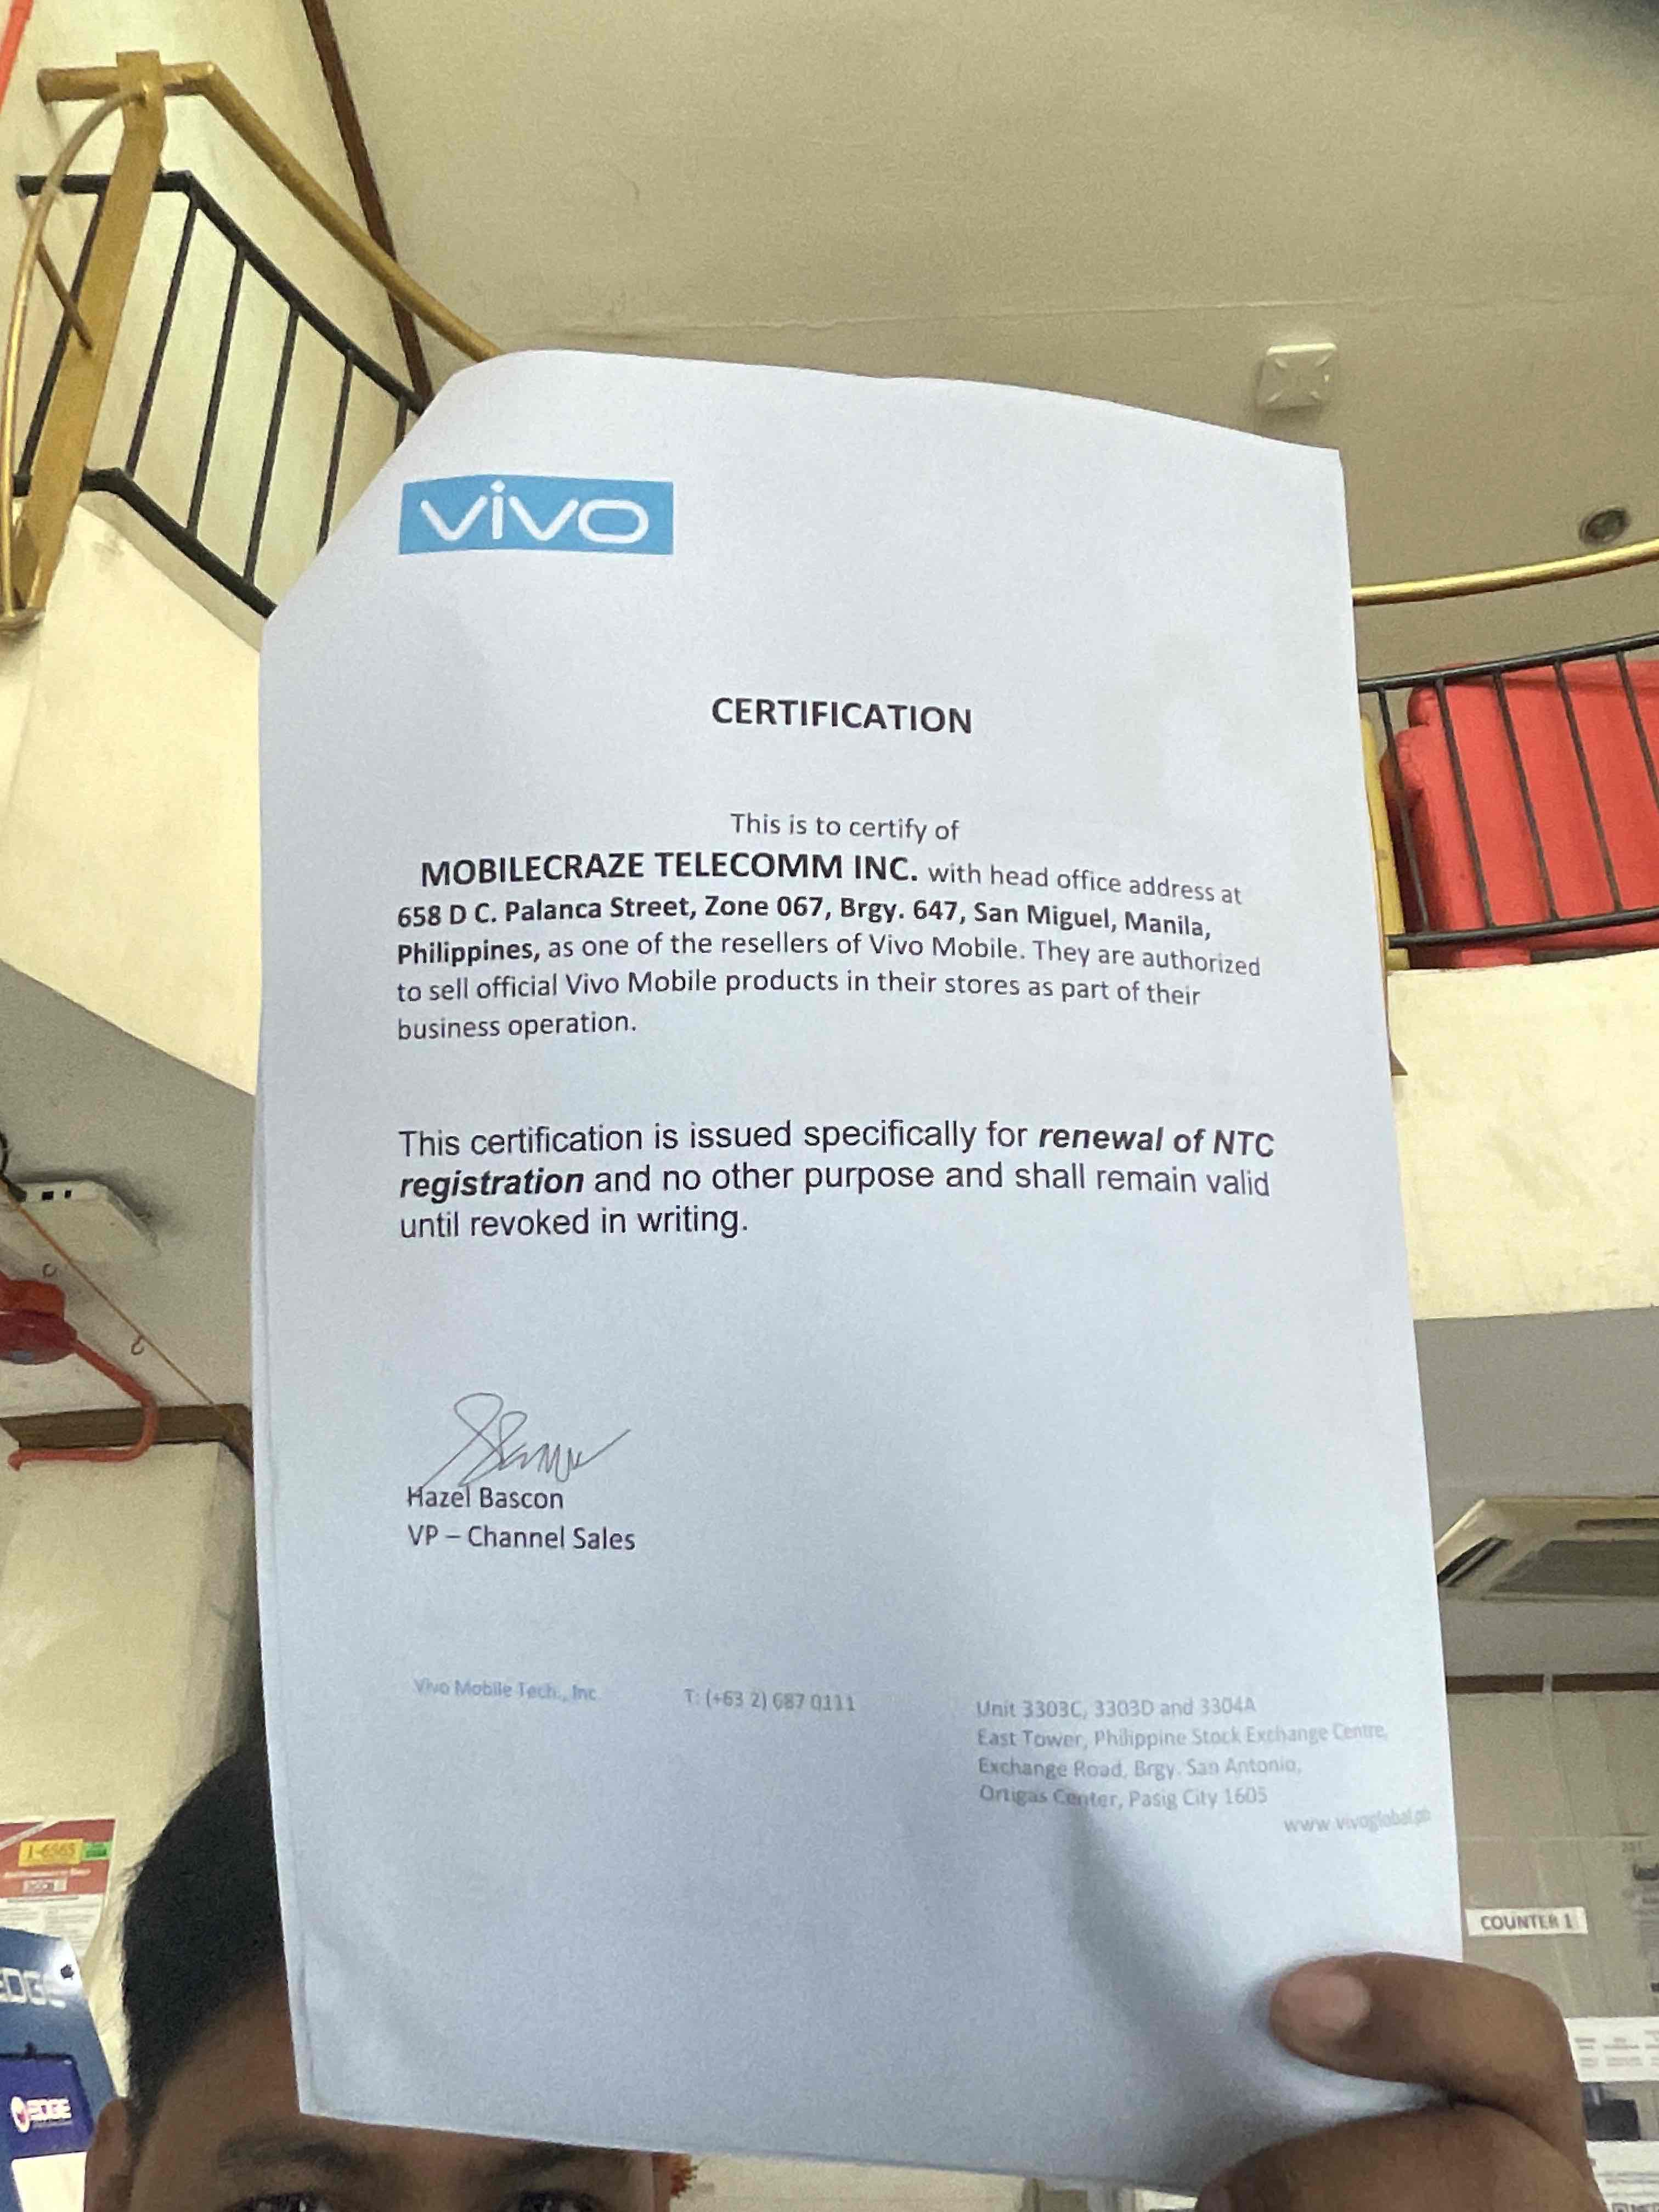 vivo
CERTIFICATION
This is to certify of
MOBILECRAZE TELECOMM INC. with head office address at
658 D C. Palanca Street, Zone 067, Brgy. 647, San Miguel, Manila,
Philippines, as one of the resellers of Vivo Mobile. They are authorized
to sell official Vivo Mobile products in their stores as part of their
business operation.
This certification is issued specifically for renewal of NTC
registration and no other purpose and shall remain valid
until revoked in writing.
Hazel Bascon
VP – Channel Sales
Vivo Mobile Tech., Inc.
T: (+63 2) 687 0111
Unit 3303C, 3303D and 3304A
East Tower, Philippine Stock Exchange Centre,
Exchange Road, Brgy. San Antonio,
Ortigas Center, Pasig City 1605
www.vivoglobal.ph
COUNTER 1
EDGE